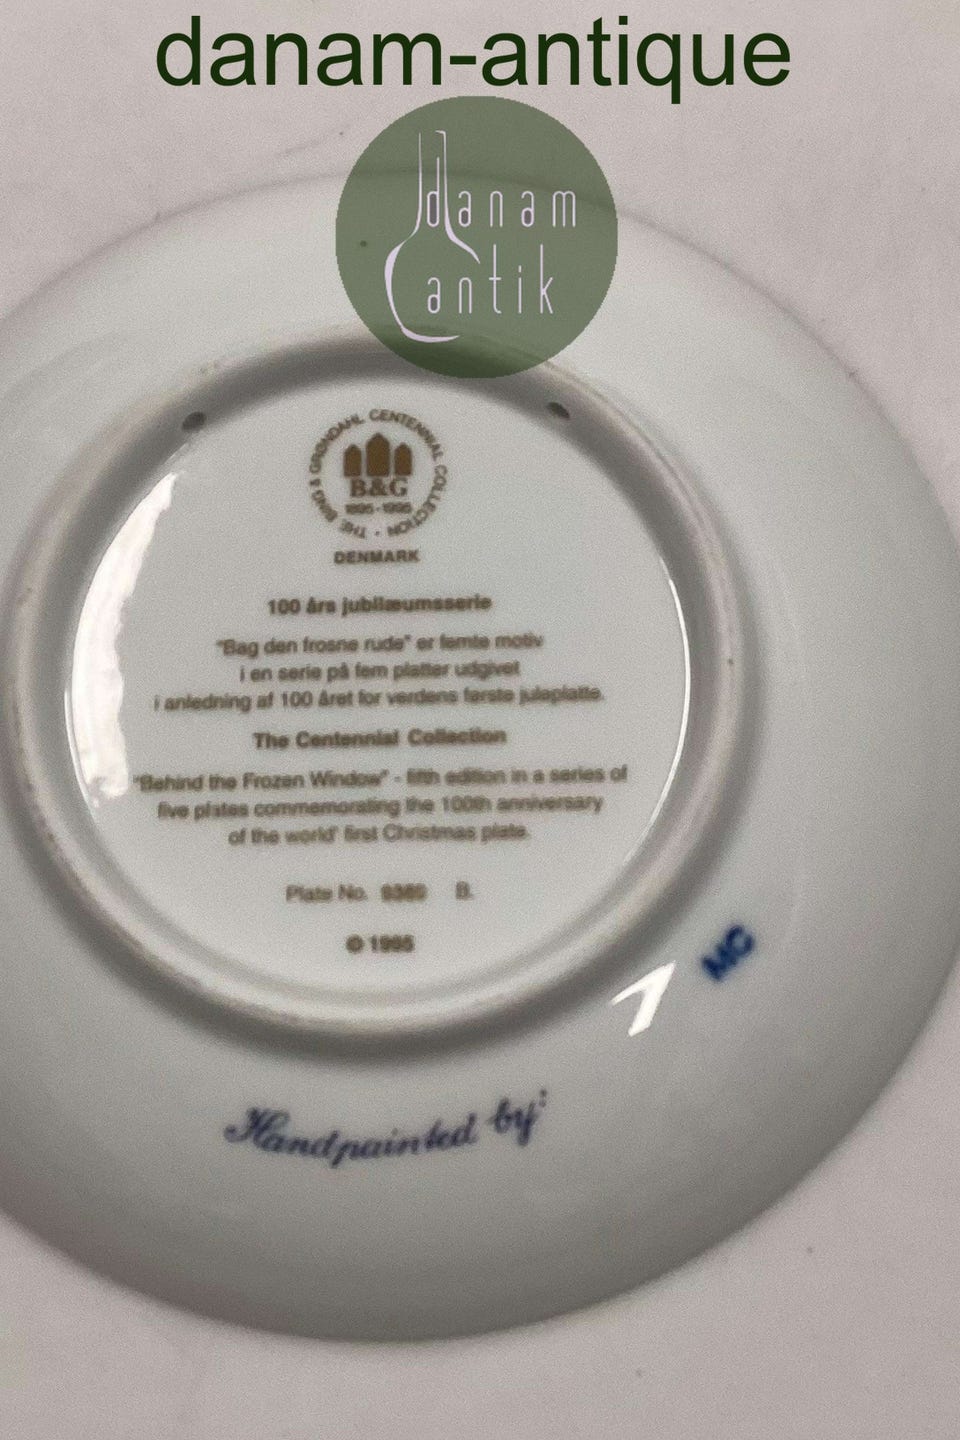 danam-antique
danam
antik
THE BING & GRØNDAHL CENTENNIAL COLLECTION
B&G
1895-1995
DENMARK
100 års jubilæumsserie
"Bag den frosne rude" er femte motiv
i en serie på fem platter udgivet
i anledning af 100 året for verdens første juleplatte.
The Centennial Collection
"Behind the Frozen Window" - fifth edition in a series of
five plates commemorating the 100th anniversary
of the world' first Christmas plate.
Plate No. B.
© 1995
MC
Handpainted by: